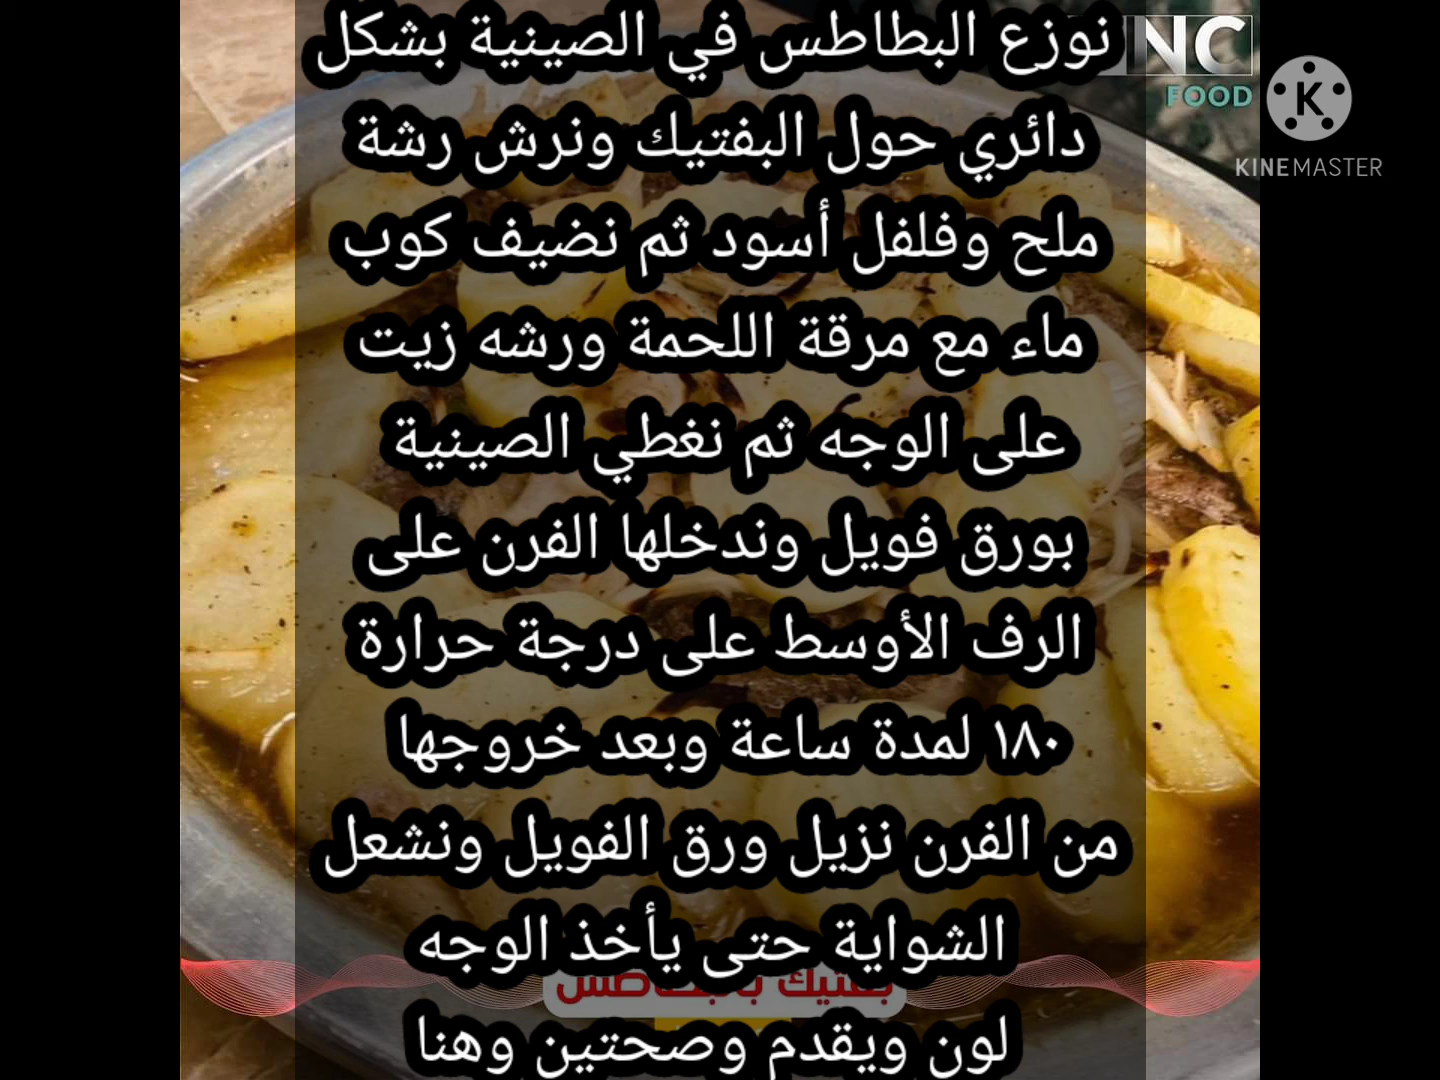 نوزع البطاطس في الصينية بشكل
دائري حول البفتيك ونرش رشة
ملح وفلفل أسود ثم نضيف كوب
ماء مع مرقة اللحمة ورشه زيت
على الوجه ثم نغطي الصينية
بورق فويل وندخلها الفرن على
الرف الأوسط على درجة حرارة
١٨٠ لمدة ساعة وبعد خروجها
من الفرن نزيل ورق الفويل ونشعل
الشواية حتى يأخذ الوجه
لون ويقدم وصحتين وهنا
بفتيك بالبطاطس
NC
FOOD
KINEMASTER